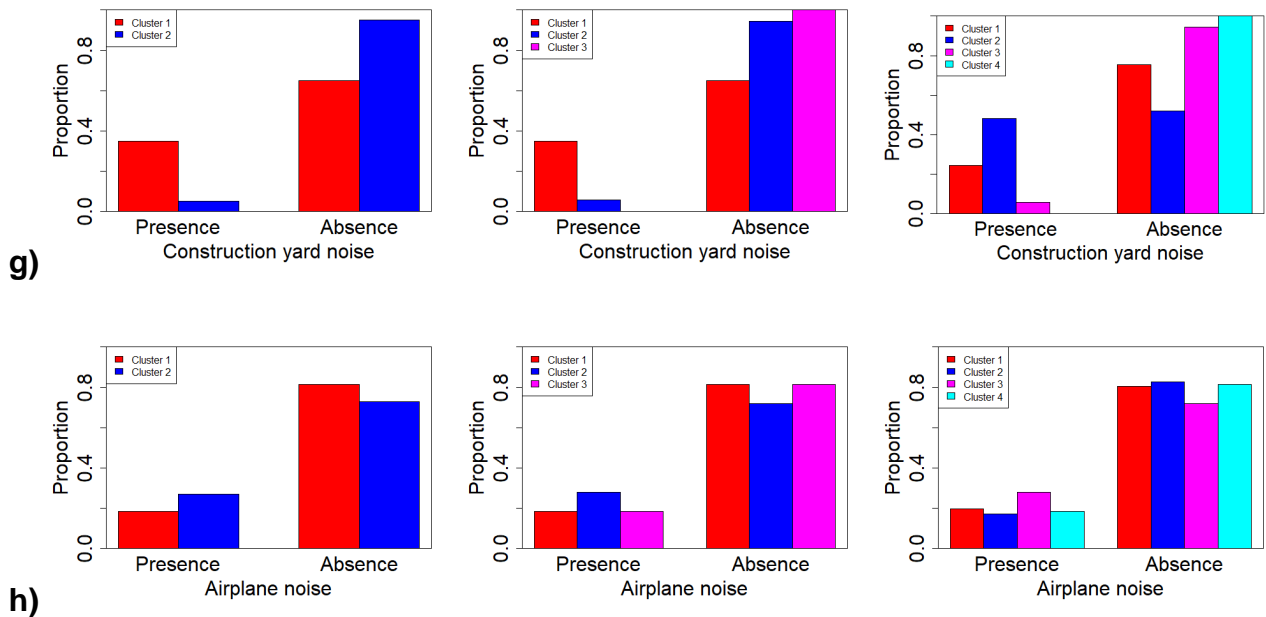 Cluster 1
Cluster 2
Proportion
0.0 0.4 0.8
Presence Absence
Construction yard noise
Cluster 1
Cluster 2
Cluster 3
Proportion
0.0 0.4 0.8
Presence Absence
Construction yard noise
Cluster 1
Cluster 2
Cluster 3
Cluster 4
Proportion
0.0 0.4 0.8
Presence Absence
Construction yard noise
g)
Cluster 1
Cluster 2
Proportion
0.0 0.4 0.8
Presence Absence
Airplane noise
Cluster 1
Cluster 2
Cluster 3
Proportion
0.0 0.4 0.8
Presence Absence
Airplane noise
Cluster 1
Cluster 2
Cluster 3
Cluster 4
Proportion
0.0 0.4 0.8
Presence Absence
Airplane noise
h)